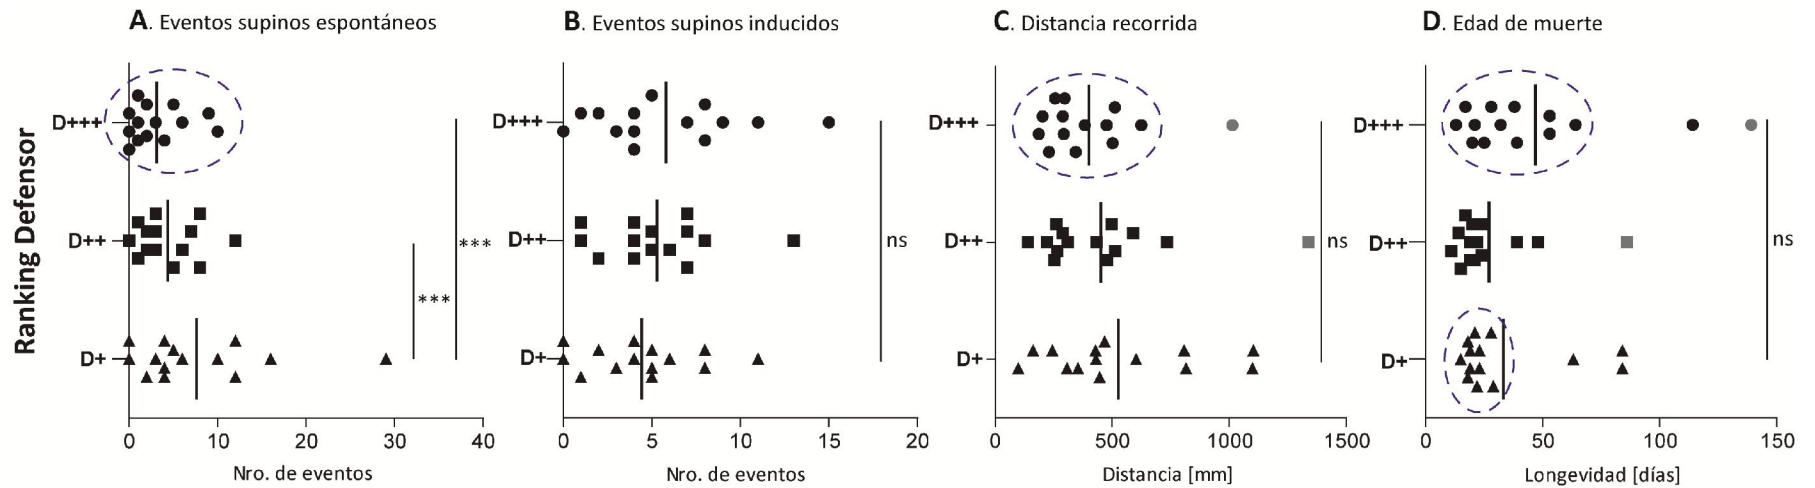 A. Eventos supinos espontáneos
B. Eventos supinos inducidos
C. Distancia recorrida
D. Edad de muerte
Ranking Defensor
D+++
D++
D+
***
***
0 10 20 30 40
Nro. de eventos
D+++
D++
D+
ns
0 5 10 15 20
Nro. de eventos
D+++
D++
D+
ns
0 500 1000 1500
Distancia [mm]
D+++
D++
D+
ns
0 50 100 150
Longevidad [días]